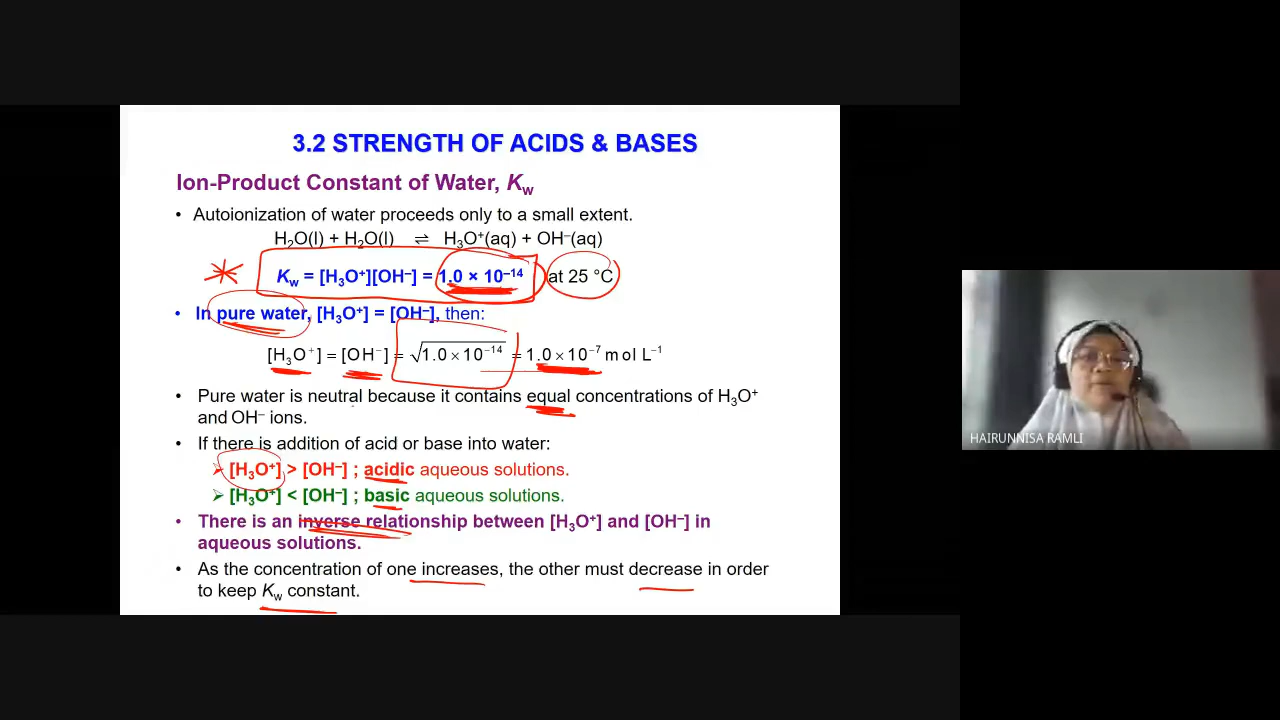 3.2 STRENGTH OF ACIDS & BASES
Ion-Product Constant of Water, Kw
• Autoionization of water proceeds only to a small extent.
H₂O(l) + H₂O(l) ⇌ H₃O⁺(aq) + OH⁻(aq)
Kw = [H₃O⁺][OH⁻] = 1.0 × 10⁻¹⁴ at 25 °C
• In pure water, [H₃O⁺] = [OH⁻], then:
[H₃O⁺] = [OH⁻] = √1.0 × 10⁻¹⁴ = 1.0 × 10⁻⁷ mol L⁻¹
• Pure water is neutral because it contains equal concentrations of H₃O⁺
and OH⁻ ions.
• If there is addition of acid or base into water:
➢ [H₃O⁺] > [OH⁻] ; acidic aqueous solutions.
➢ [H₃O⁺] < [OH⁻] ; basic aqueous solutions.
• There is an inverse relationship between [H₃O⁺] and [OH⁻] in
aqueous solutions.
• As the concentration of one increases, the other must decrease in order
to keep Kw constant.
HAIRUNNISA RAMLI